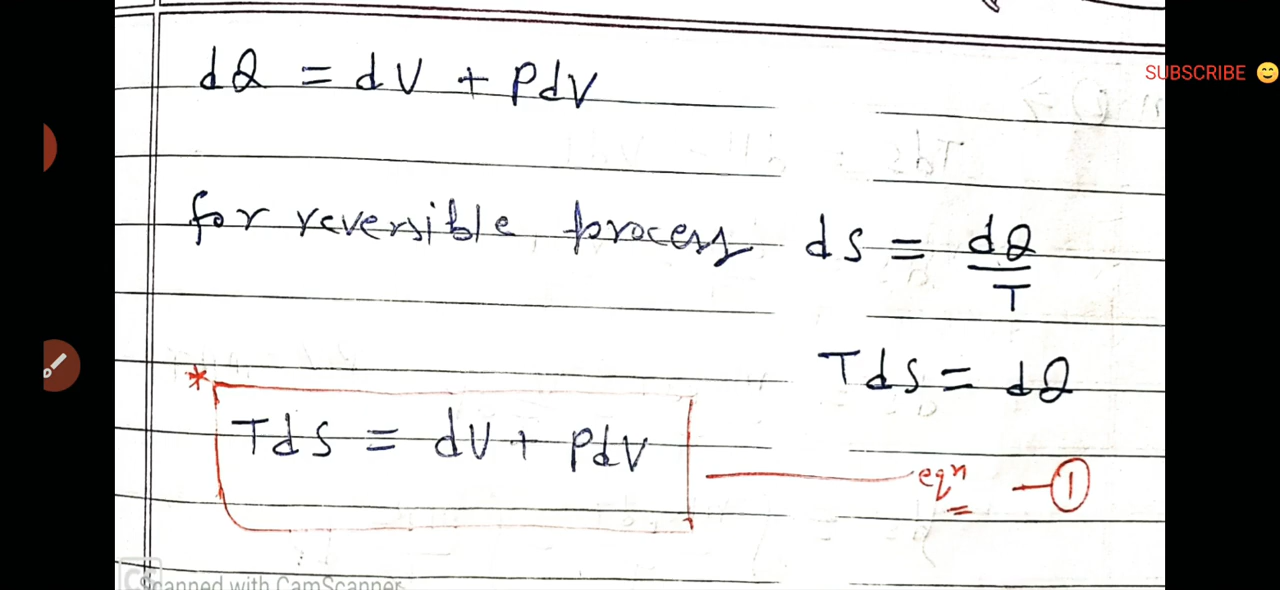 dQ = dU + PdV
SUBSCRIBE 😊
for reversible process dS = dQ/T
TdS = dQ
* TdS = dU + PdV
eqn - ①
CS Scanned with CamScanner